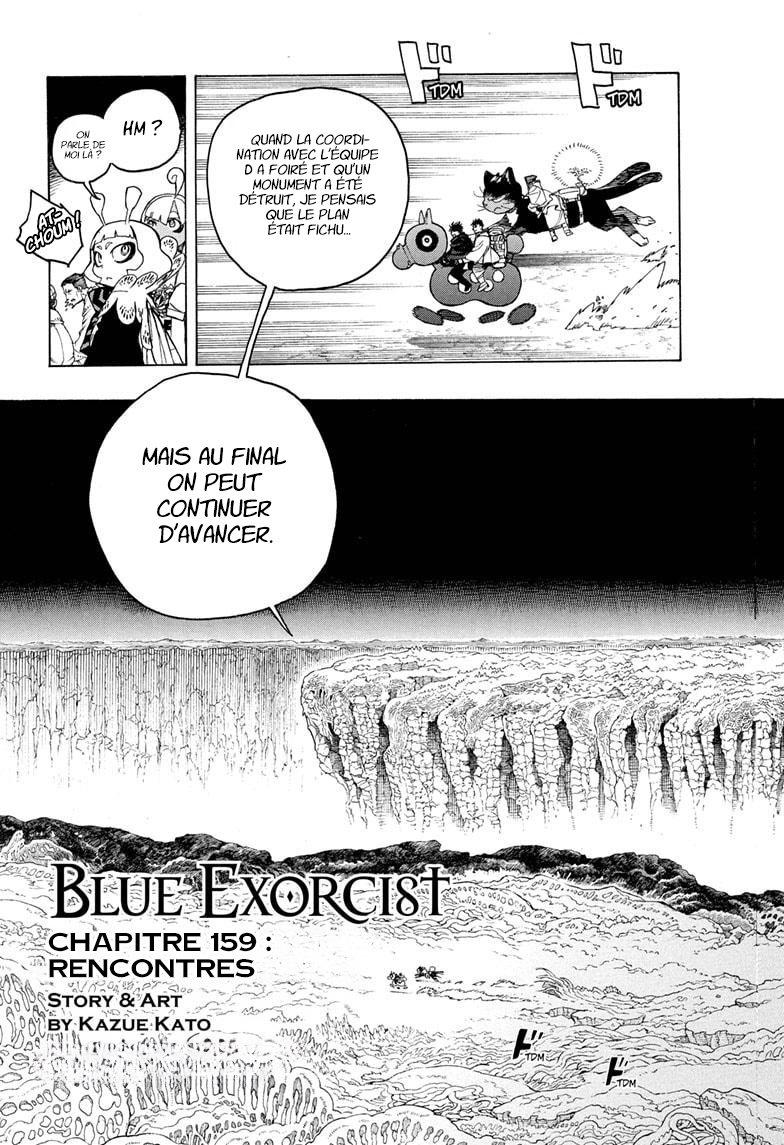 HM ?
ON
PARLE DE
MOI LÀ ?
AT-
CHOUM !
ド
TDM
ド
TDM
QUAND LA COORDI-
NATION AVEC L'ÉQUIPE
D A FOIRÉ ET QU'UN
MONUMENT A ÉTÉ
DÉTRUIT, JE PENSAIS
QUE LE PLAN
ÉTAIT FICHU...
MAIS AU FINAL
ON PEUT
CONTINUER
D'AVANCER.
BLUE EXORCIST
CHAPITRE 159 :
RENCONTRES
STORY & ART
BY KAZUE KATO
ド
TDM
ド
TDM